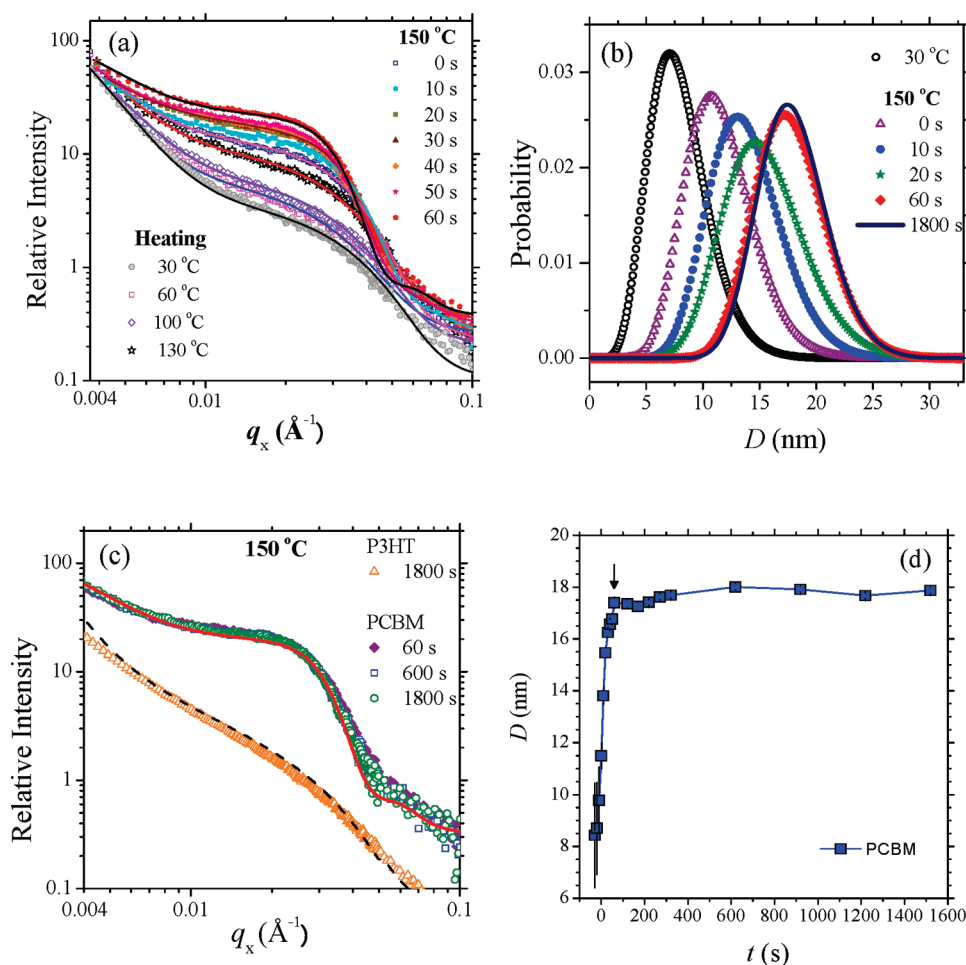 (a)
150 °C
0 s
10 s
20 s
30 s
40 s
50 s
60 s
Heating
30 °C
60 °C
100 °C
130 °C
100
10
1
0.1
0.004
0.01
0.1
Relative Intensity
qx (Å-1)
(b)
30 °C
150 °C
0 s
10 s
20 s
60 s
1800 s
0.03
0.02
0.01
0.00
0
5
10
15
20
25
30
Probability
D (nm)
(c)
150 °C
P3HT
1800 s
PCBM
60 s
600 s
1800 s
100
10
1
0.1
0.004
0.01
0.1
Relative Intensity
qx (Å-1)
(d)
20
18
16
14
12
10
8
6
0
200
400
600
800
1000
1200
1400
1600
PCBM
D (nm)
t (s)